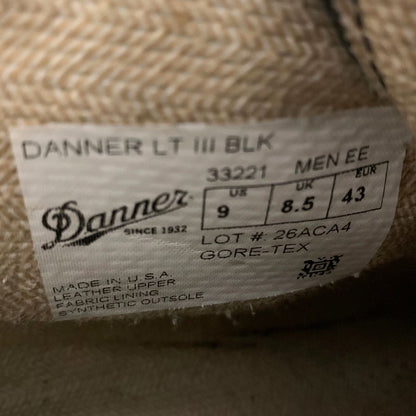 DANNER LT III BLK
33221 MEN EE
Danner
SINCE 1932
US UK EUR
9 8.5 43
LOT #: 26ACA4
GORE-TEX
MADE IN U.S.A.
LEATHER UPPER
FABRIC LINING
SYNTHETIC OUTSOLE